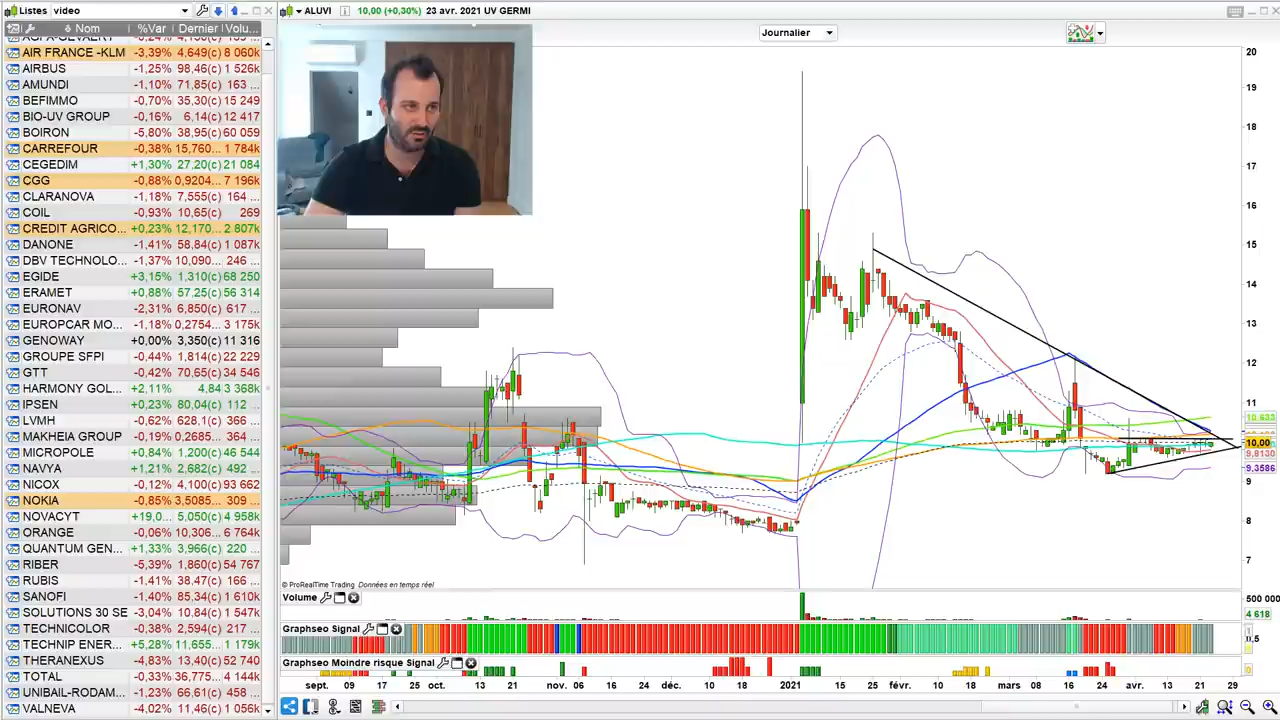 Listes video
ALUVI 10,00 (+0,30%) 23 avr. 2021 UV GERMI
Nom %Var Dernier Volu...
Journalier
AIR FRANCE -KLM -3,39% 4,649(c) 8 060k
AIRBUS -1,25% 98,46(c) 1 526k
AMUNDI -1,10% 71,85(c) 163 ...
BEFIMMO -0,70% 35,30(c) 15 249
BIO-UV GROUP -0,16% 6,14(c) 12 417
BOIRON -5,80% 38,95(c) 60 059
CARREFOUR -0,38% 15,760... 1 784k
CEGEDIM +1,30% 27,20(c) 21 084
CGG -0,88% 0,9204... 7 196k
CLARANOVA -1,18% 7,555(c) 164 ...
COIL -0,93% 10,65(c) 269
CREDIT AGRICO... +0,23% 12,170... 2 807k
DANONE -1,41% 58,84(c) 1 087k
DBV TECHNOLO... -1,37% 10,090... 246 ...
EGIDE +3,15% 1,310(c) 68 250
ERAMET +0,88% 57,25(c) 56 314
EURONAV -2,31% 6,850(c) 617 ...
EUROPCAR MO... -1,18% 0,2754... 3 175k
GENOWAY +0,00% 3,350(c) 11 316
GROUPE SFPI -0,44% 1,814(c) 22 229
GTT -0,42% 70,65(c) 34 546
HARMONY GOL... +2,11% 4,84 3 368k
IPSEN +0,23% 80,04(c) 112 ...
LVMH -0,62% 628,1(c) 366 ...
MAKHEIA GROUP -0,19% 0,2685... 364 ...
MICROPOLE +0,84% 1,200(c) 46 544
NAVYA +1,21% 2,682(c) 492 ...
NICOX -0,12% 4,100(c) 93 662
NOKIA -0,85% 3,5085... 309 ...
NOVACYT +19,0... 5,050(c) 4 958k
ORANGE -0,06% 10,306... 6 764k
QUANTUM GEN... +1,33% 3,966(c) 220 ...
RIBER -5,39% 1,860(c) 54 767
RUBIS -1,41% 38,47(c) 166 ...
SANOFI -1,40% 85,34(c) 1 610k
SOLUTIONS 30 SE -3,04% 10,84(c) 1 547k
TECHNICOLOR -0,38% 2,594(c) 217 ...
TECHNIP ENER... +5,28% 11,655... 1 179k
THERANEXUS -4,83% 13,40(c) 52 740
TOTAL -0,33% 36,775... 4 144k
UNIBAIL-RODAM... -1,23% 66,61(c) 458 ...
VALNEVA -4,02% 11,46(c) 1 056k
20
19
18
17
16
15
14
13
12
11
10,633
10,00
9,8130
9,3586
9
8
7
© ProRealTime Trading Données en temps réel
Volume
500 000
4 618
Graphseo Signal
0,5
Graphseo Moindre risque Signal
0
sept. 09 17 25 oct. 13 21 nov. 06 17 25 déc. 10 18 2021 15 25 févr. 10 18 mars 08 16 24 avr. 13 21 29